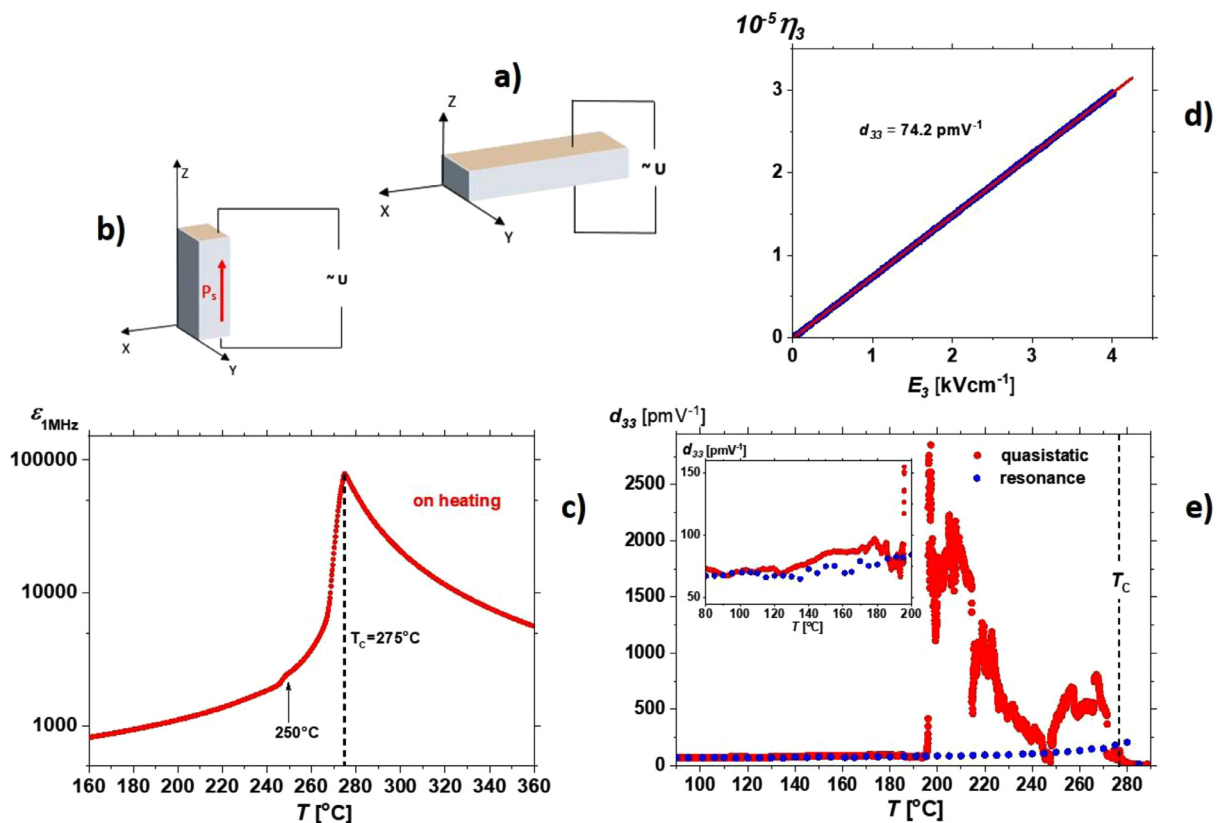 a)
Z
X
Y
~ U
b)
Z
Ps
X
Y
~ U
10⁻⁵ η₃
3
2
1
0
d₃₃ = 74.2 pmV⁻¹
0 1 2 3 4
E₃ [kVcm⁻¹]
d)
ε1MHz
100000
10000
1000
on heating
TC=275°C
250°C
160 180 200 220 240 260 280 300 320 340 360
T [°C]
c)
d₃₃ [pmV⁻¹]
2500
2000
1500
1000
500
0
d₃₃ [pmV⁻¹]
150
100
50
80 100 120 140 160 180 200
T [°C]
quasistatic
resonance
TC
100 120 140 160 180 200 220 240 260 280
T [°C]
e)